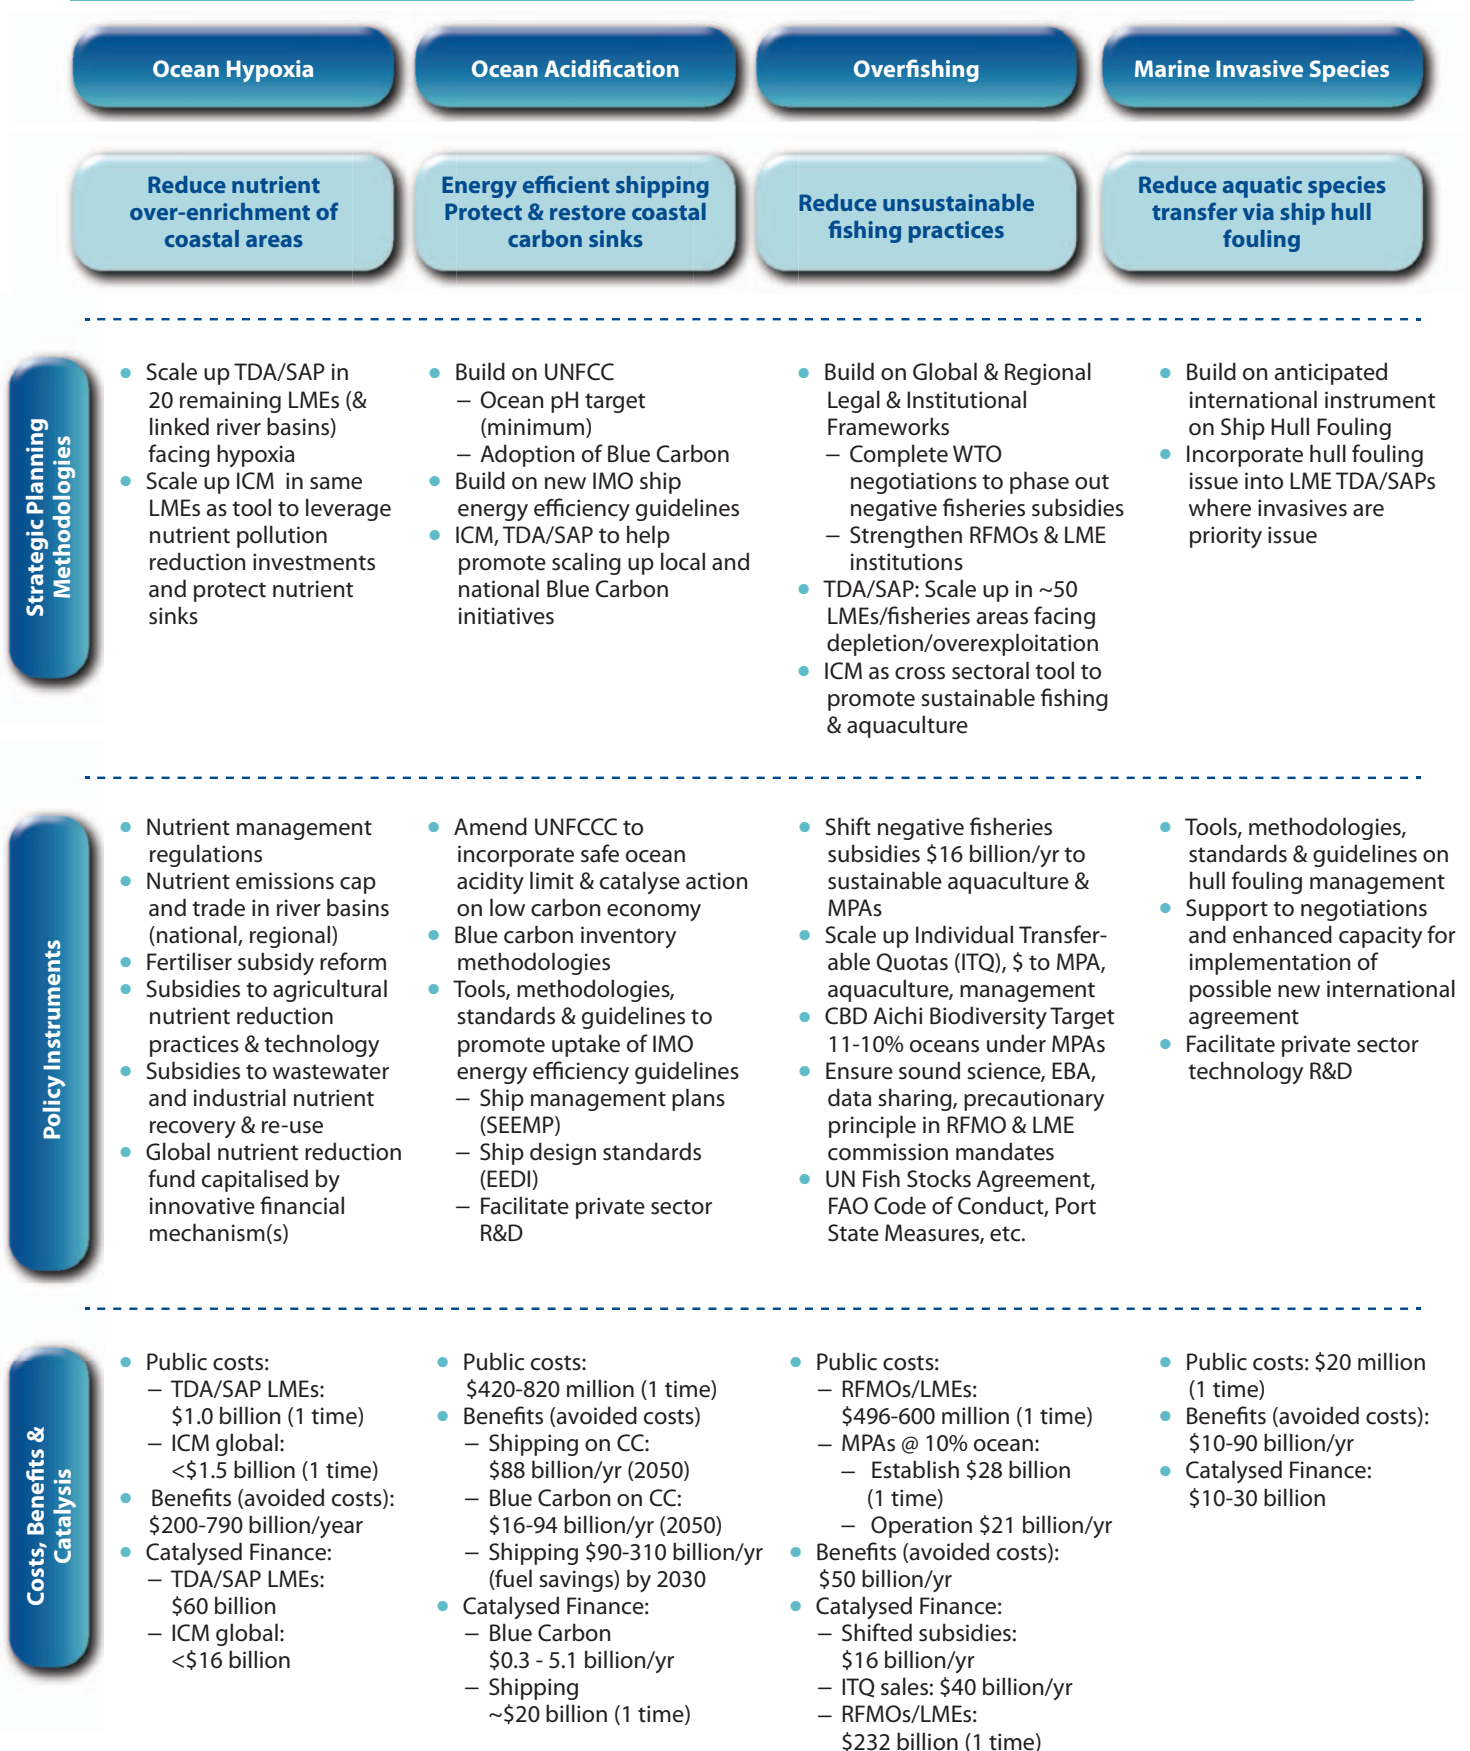 Ocean Hypoxia
Ocean Acidification
Overfishing
Marine Invasive Species
Reduce nutrient
over-enrichment of
coastal areas
Energy efficient shipping
Protect & restore coastal
carbon sinks
Reduce unsustainable
fishing practices
Reduce aquatic species
transfer via ship hull
fouling
Strategic Planning
Methodologies
• Scale up TDA/SAP in
20 remaining LMEs (&
linked river basins)
facing hypoxia
• Scale up ICM in same
LMEs as tool to leverage
nutrient pollution
reduction investments
and protect nutrient
sinks
• Build on UNFCC
– Ocean pH target
(minimum)
– Adoption of Blue Carbon
• Build on new IMO ship
energy efficiency guidelines
• ICM, TDA/SAP to help
promote scaling up local and
national Blue Carbon
initiatives
• Build on Global & Regional
Legal & Institutional
Frameworks
– Complete WTO
negotiations to phase out
negative fisheries subsidies
– Strengthen RFMOs & LME
institutions
• TDA/SAP: Scale up in ~50
LMEs/fisheries areas facing
depletion/overexploitation
• ICM as cross sectoral tool to
promote sustainable fishing
& aquaculture
• Build on anticipated
international instrument
on Ship Hull Fouling
• Incorporate hull fouling
issue into LME TDA/SAPs
where invasives are
priority issue
Policy Instruments
• Nutrient management
regulations
• Nutrient emissions cap
and trade in river basins
(national, regional)
• Fertiliser subsidy reform
• Subsidies to agricultural
nutrient reduction
practices & technology
• Subsidies to wastewater
and industrial nutrient
recovery & re-use
• Global nutrient reduction
fund capitalised by
innovative financial
mechanism(s)
• Amend UNFCCC to
incorporate safe ocean
acidity limit & catalyse action
on low carbon economy
• Blue carbon inventory
methodologies
• Tools, methodologies,
standards & guidelines to
promote uptake of IMO
energy efficiency guidelines
– Ship management plans
(SEEMP)
– Ship design standards
(EEDI)
– Facilitate private sector
R&D
• Shift negative fisheries
subsidies $16 billion/yr to
sustainable aquaculture &
MPAs
• Scale up Individual Transfer-
able Quotas (ITQ), $ to MPA,
aquaculture, management
• CBD Aichi Biodiversity Target
11-10% oceans under MPAs
• Ensure sound science, EBA,
data sharing, precautionary
principle in RFMO & LME
commission mandates
• UN Fish Stocks Agreement,
FAO Code of Conduct, Port
State Measures, etc.
• Tools, methodologies,
standards & guidelines on
hull fouling management
• Support to negotiations
and enhanced capacity for
implementation of
possible new international
agreement
• Facilitate private sector
technology R&D
Costs, Benefits &
Catalysis
• Public costs:
– TDA/SAP LMEs:
$1.0 billion (1 time)
– ICM global:
<$1.5 billion (1 time)
• Benefits (avoided costs):
$200-790 billion/year
• Catalysed Finance:
– TDA/SAP LMEs:
$60 billion
– ICM global:
<$16 billion
• Public costs:
$420-820 million (1 time)
• Benefits (avoided costs)
– Shipping on CC:
$88 billion/yr (2050)
– Blue Carbon on CC:
$16-94 billion/yr (2050)
– Shipping $90-310 billion/yr
(fuel savings) by 2030
• Catalysed Finance:
– Blue Carbon
$0.3 - 5.1 billion/yr
– Shipping
~$20 billion (1 time)
• Public costs:
– RFMOs/LMEs:
$496-600 million (1 time)
– MPAs @ 10% ocean:
– Establish $28 billion
(1 time)
– Operation $21 billion/yr
• Benefits (avoided costs):
$50 billion/yr
• Catalysed Finance:
– Shifted subsidies:
$16 billion/yr
– ITQ sales: $40 billion/yr
– RFMOs/LMEs:
$232 billion (1 time)
• Public costs: $20 million
(1 time)
• Benefits (avoided costs):
$10-90 billion/yr
• Catalysed Finance:
$10-30 billion